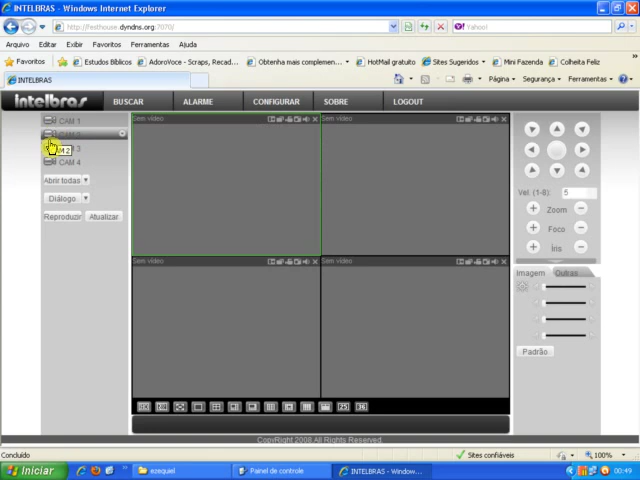 INTELBRAS - Windows Internet Explorer
http://festhouse.dyndns.org:7070/
Yahoo!
Arquivo Editar Exibir Favoritos Ferramentas Ajuda
Favoritos Estudos Bíblicos AdoroVoce - Scraps, Recad... Obtenha mais complemen... HotMail gratuito Sites Sugeridos Mini Fazenda Colheita Feliz
INTELBRAS Página Segurança Ferramentas
intelbras BUSCAR ALARME CONFIGURAR SOBRE LOGOUT
CAM 1
CAM 2
3
CAM 4
Abrir todas
Diálogo
Reproduzir Atualizar
Sem vídeo
Sem vídeo
Sem vídeo
Sem vídeo
Vel. (1-8): 5
Zoom
Foco
Íris
Imagem Outras
Padrão
25 36
CopyRight 2008,All Rights Reserved.
Concluído Sites confiáveis 100%
Iniciar ezequiel Painel de controle INTELBRAS - Window... 00:49